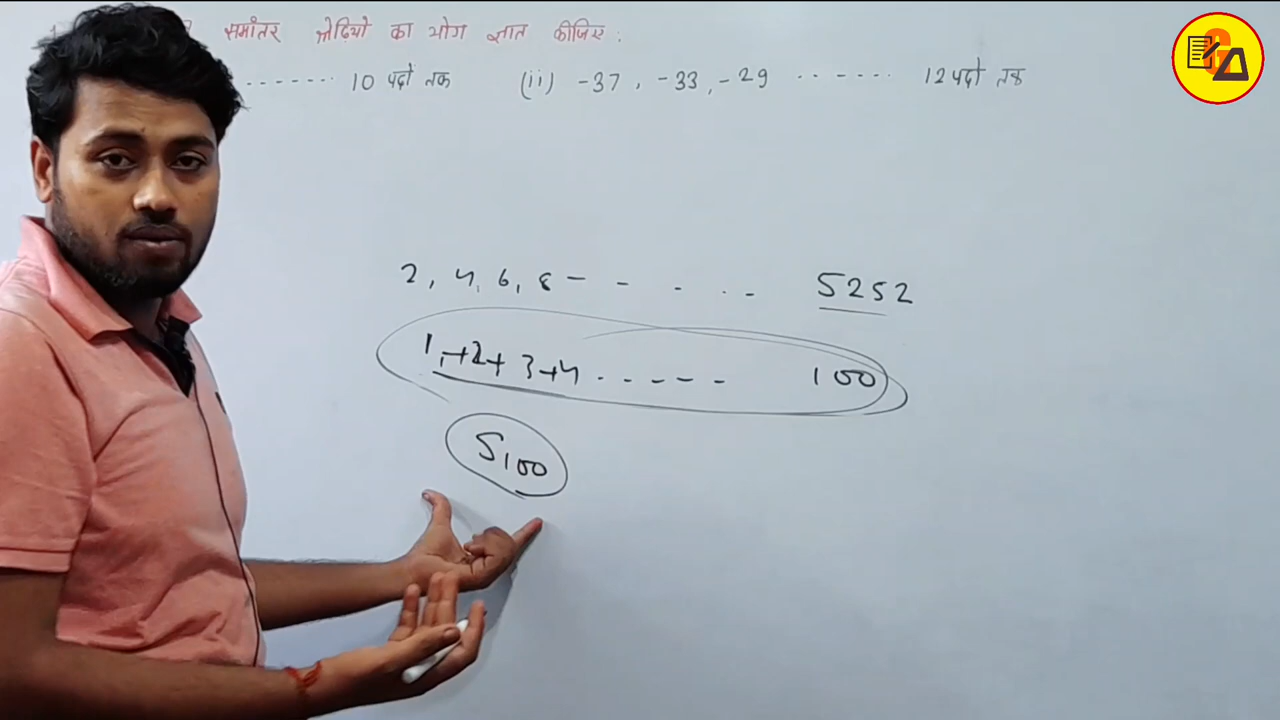 समांतर श्रेढ़ियों का योग ज्ञात कीजिए :
....... 10 पदों तक (ii) -37, -33, -29 ....... 12 पदों तक
2, 4, 6, 8 - - . . . - 5252
1, +2+ 3+4 . - - - - 100
S100